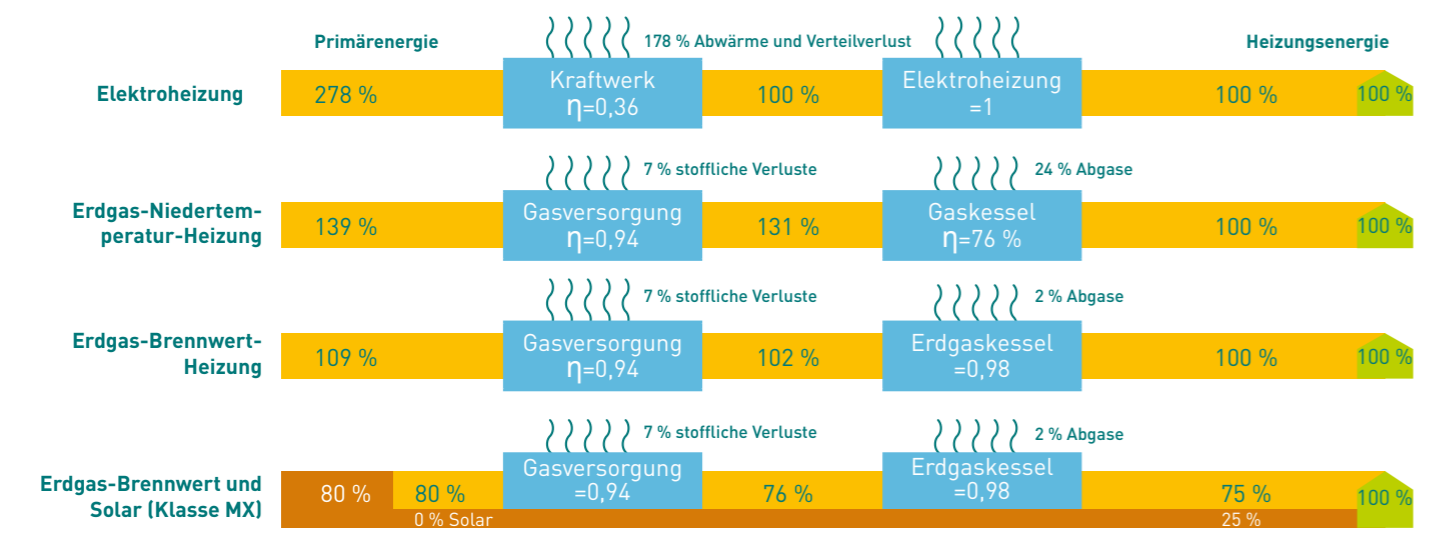 Primärenergie
178 % Abwärme und Verteilverlust
Heizungsenergie
Elektroheizung
278 %
Kraftwerk
η=0,36
100 %
Elektroheizung
=1
100 %
100 %
7 % stoffliche Verluste
24 % Abgase
Erdgas-Niedertem-
peratur-Heizung
139 %
Gasversorgung
η=0,94
131 %
Gaskessel
η=76 %
100 %
100 %
7 % stoffliche Verluste
2 % Abgase
Erdgas-Brennwert-
Heizung
109 %
Gasversorgung
η=0,94
102 %
Erdgaskessel
=0,98
100 %
100 %
7 % stoffliche Verluste
2 % Abgase
Erdgas-Brennwert und
Solar (Klasse MX)
80 %
80 %
Gasversorgung
=0,94
76 %
Erdgaskessel
=0,98
75 %
100 %
0 % Solar
25 %